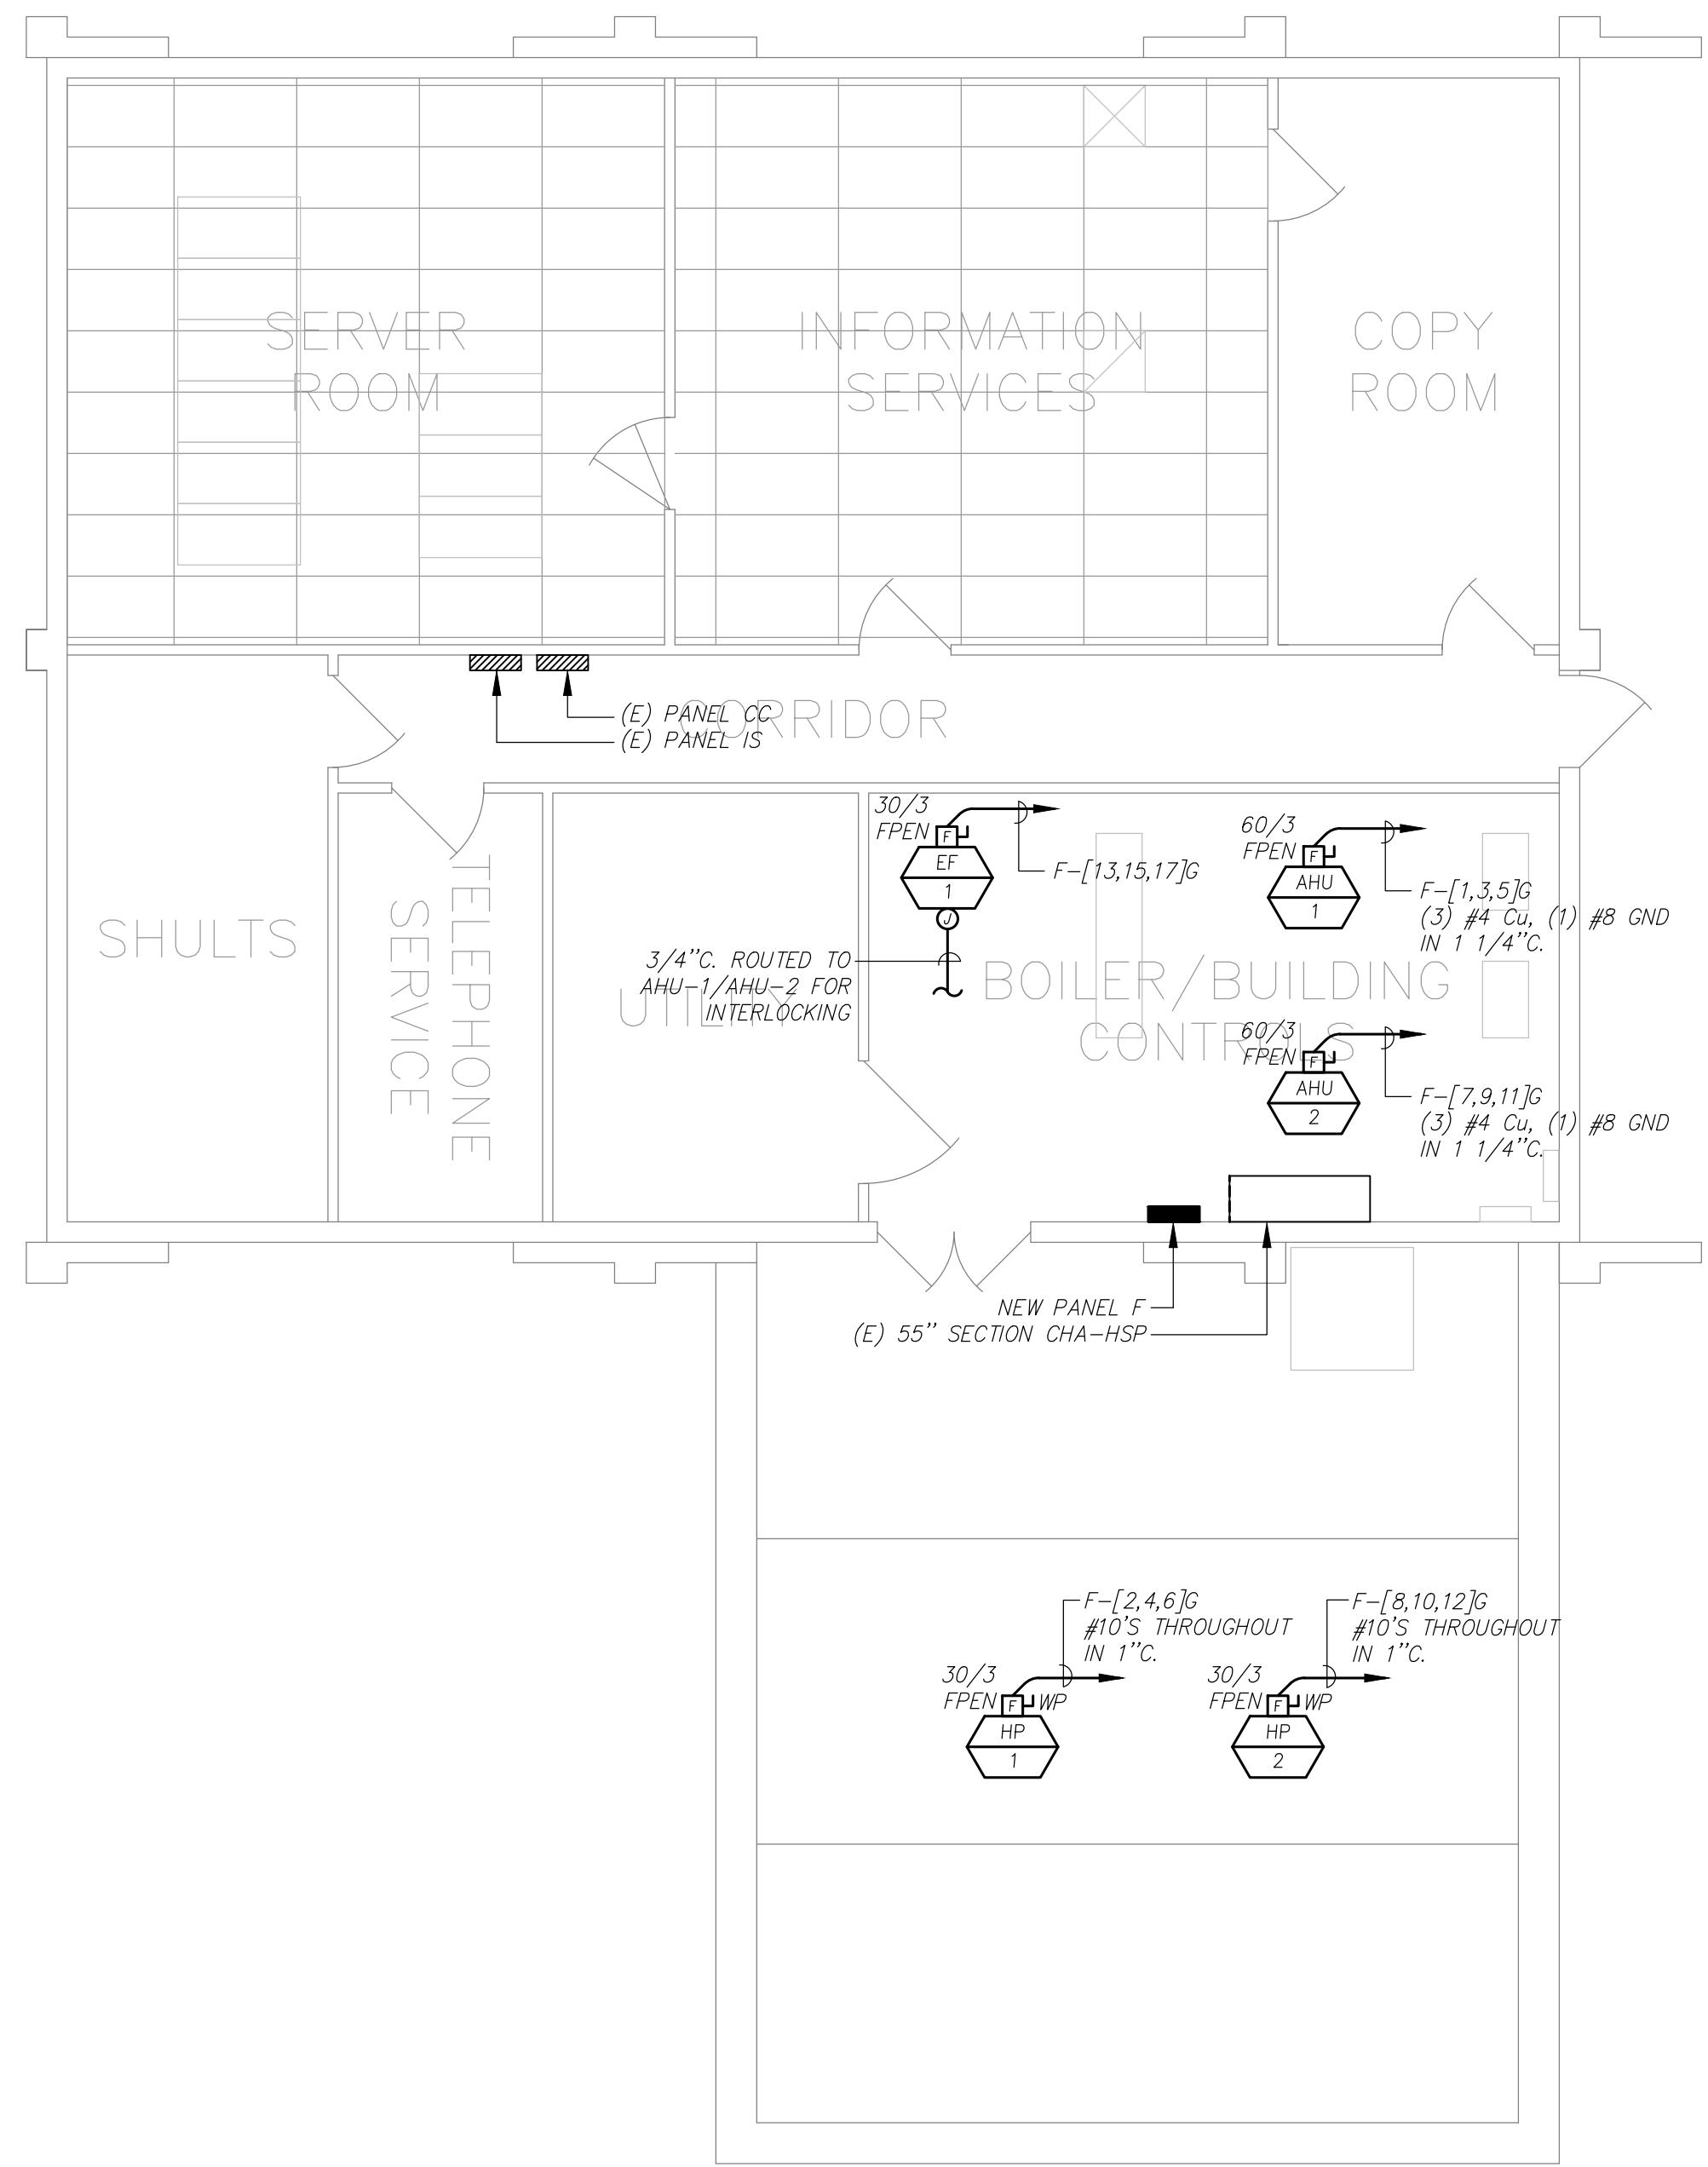 SERVER
ROOM
INFORMATION
SERVICES
COPY
ROOM
CORRIDOR
(E) PANEL CC
(E) PANEL IS
SHULTS
TELEPHONE
SERVICE
UTILITY
BOILER/BUILDING
CONTROLS
30/3
FPEN
F
EF
1
J
F-[13,15,17]G
3/4"C. ROUTED TO
AHU-1/AHU-2 FOR
INTERLOCKING
60/3
FPEN
F
AHU
1
F-[1,3,5]G
(3) #4 Cu, (1) #8 GND
IN 1 1/4"C.
60/3
FPEN
F
AHU
2
F-[7,9,11]G
(3) #4 Cu, (1) #8 GND
IN 1 1/4"C.
NEW PANEL F
(E) 55" SECTION CHA-HSP
F-[2,4,6]G
#10'S THROUGHOUT
IN 1"C.
30/3
FPEN
F
WP
HP
1
F-[8,10,12]G
#10'S THROUGHOUT
IN 1"C.
30/3
FPEN
F
WP
HP
2